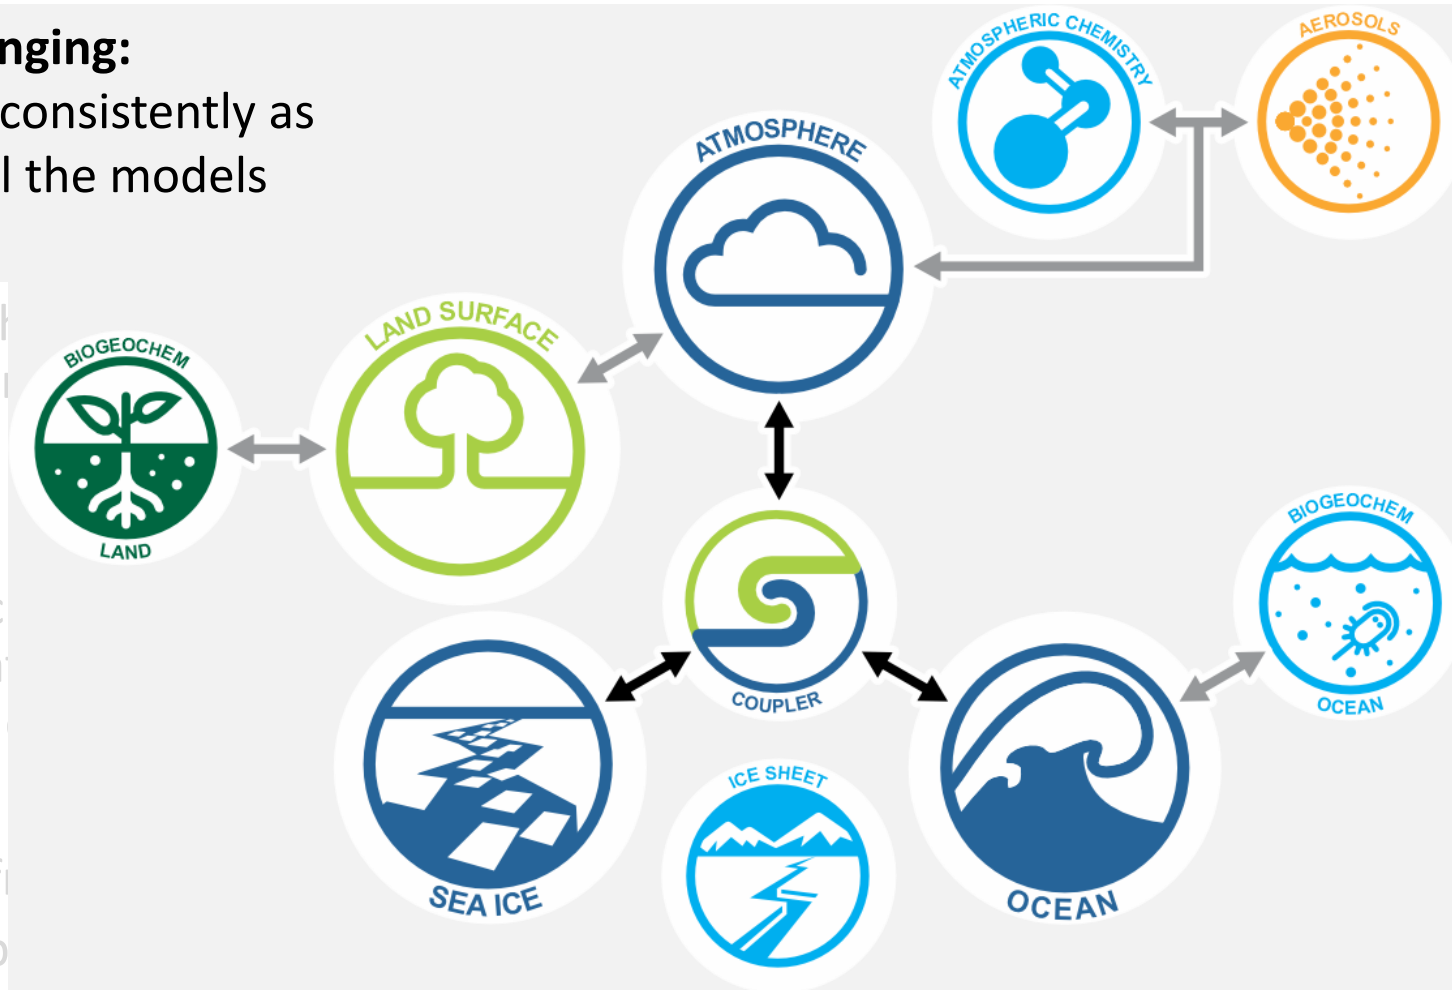 nging:
consistently as
l the models
ATMOSPHERIC CHEMISTRY
AEROSOLS
ATMOSPHERE
LAND SURFACE
BIOGEOCHEM
LAND
BIOGEOCHEM
OCEAN
COUPLER
ICE SHEET
SEA ICE
OCEAN